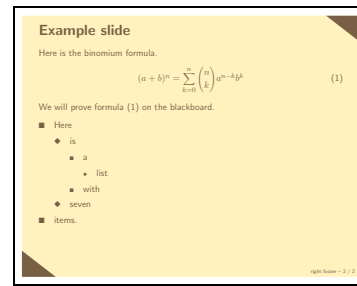 Example slide
Here is the binomium formula.
(a + b)^n = \sum_{k=0}^{n} \binom{n}{k} a^{n-k} b^k (1)
We will prove formula (1) on the blackboard.
■ Here
◆ is
■ a
• list
■ with
◆ seven
■ items.
right footer – 2 / 2